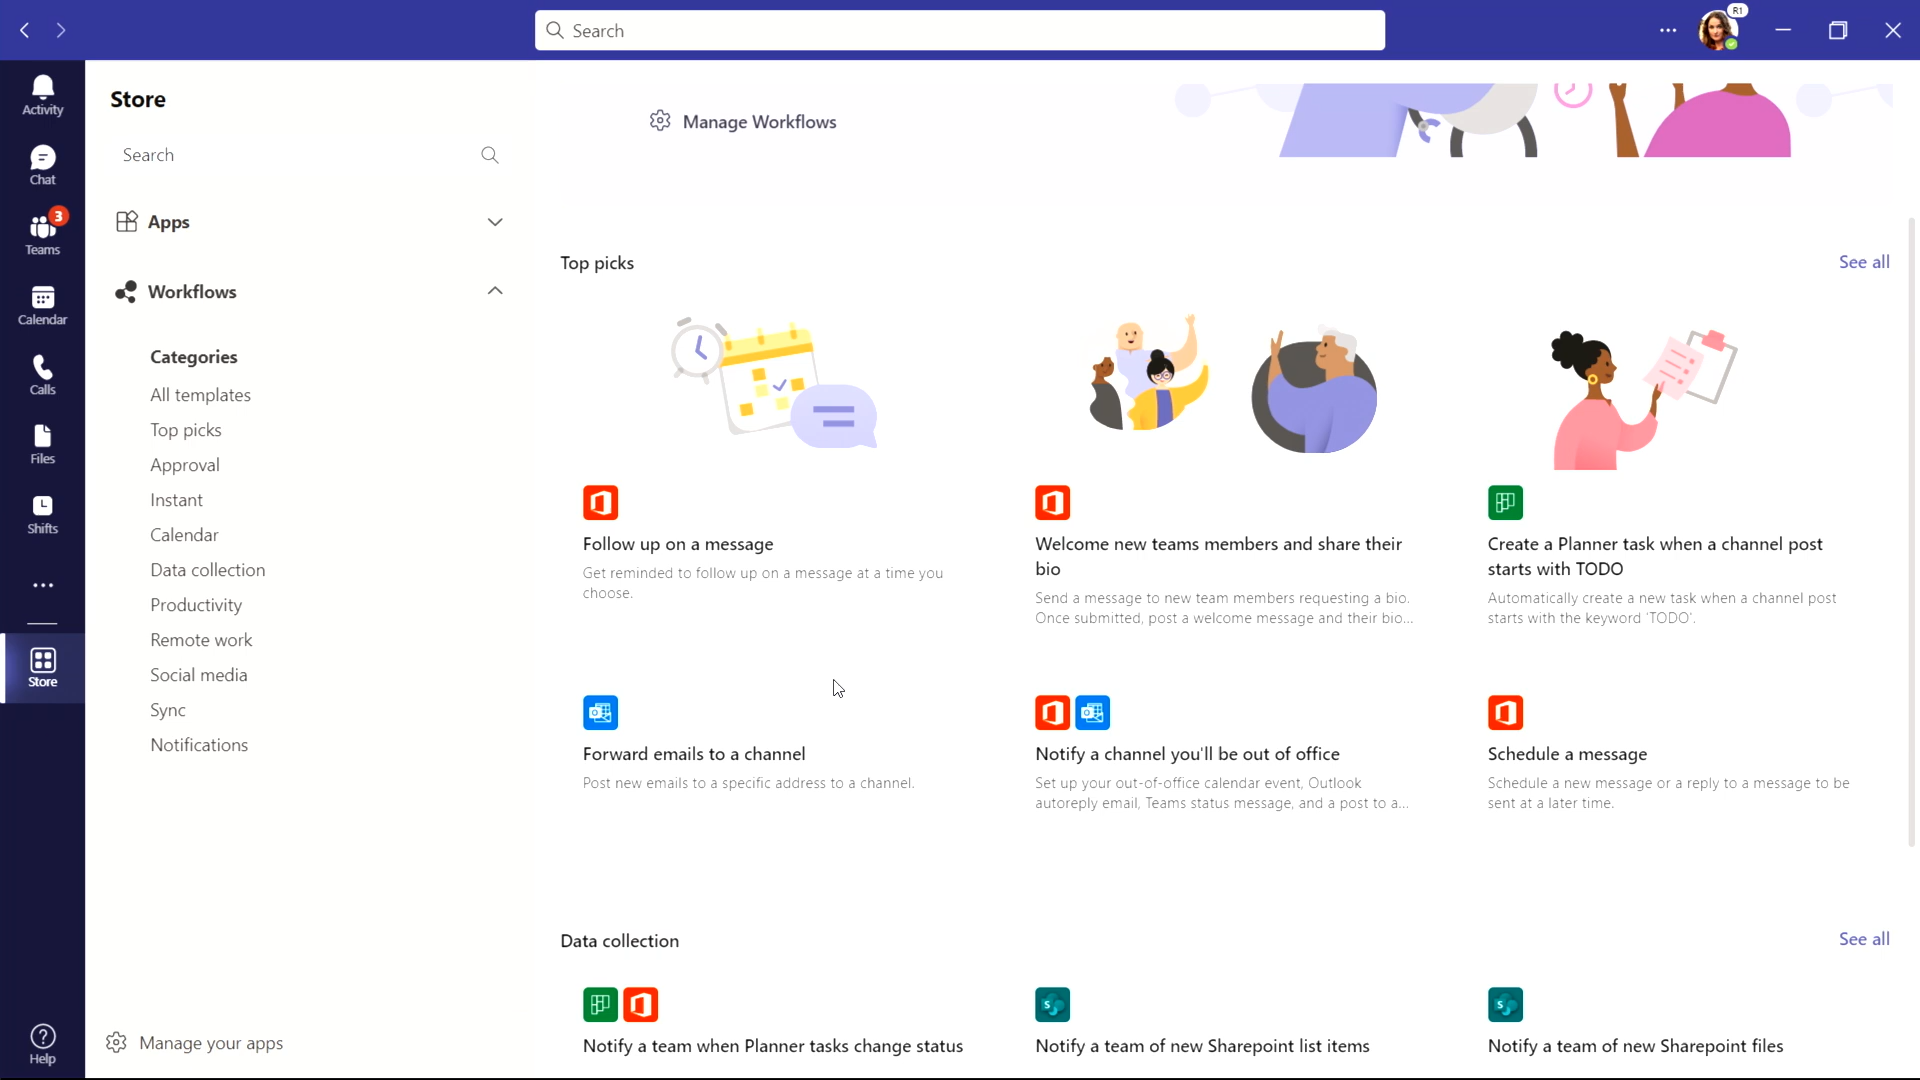 Search
R1
Activity
Chat
3
Teams
Calendar
Calls
Files
Shifts
Store
Help
Store
Search
Apps
Workflows
Categories
All templates
Top picks
Approval
Instant
Calendar
Data collection
Productivity
Remote work
Social media
Sync
Notifications
Manage your apps
Manage Workflows
Top picks
See all
Follow up on a message
Get reminded to follow up on a message at a time you
choose.
Welcome new teams members and share their
bio
Send a message to new team members requesting a bio.
Once submitted, post a welcome message and their bio...
Create a Planner task when a channel post
starts with TODO
Automatically create a new task when a channel post
starts with the keyword 'TODO'.
Forward emails to a channel
Post new emails to a specific address to a channel.
Notify a channel you'll be out of office
Set up your out-of-office calendar event, Outlook
autoreply email, Teams status message, and a post to a...
Schedule a message
Schedule a new message or a reply to a message to be
sent at a later time.
Data collection
See all
Notify a team when Planner tasks change status
S
Notify a team of new Sharepoint list items
S
Notify a team of new Sharepoint files